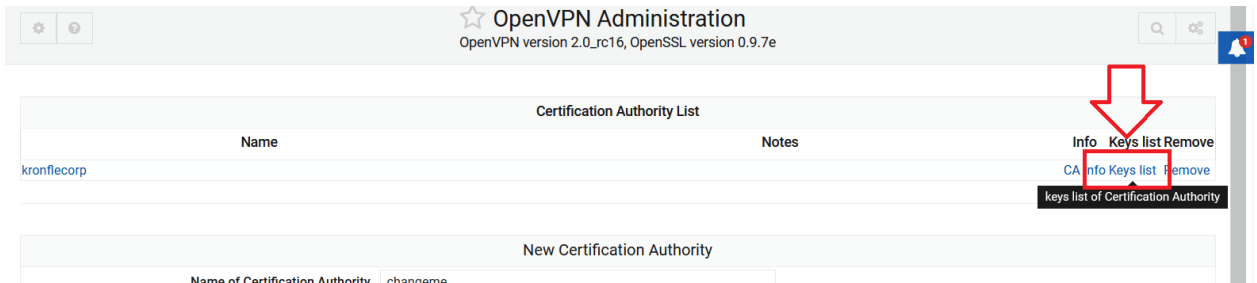 OpenVPN Administration
OpenVPN version 2.0_rc16, OpenSSL version 0.9.7e
1
Certification Authority List
Name Notes Info Keys list Remove
kronflecorp CA Info Keys list Remove
keys list of Certification Authority
New Certification Authority
Name of Certification Authority changeme